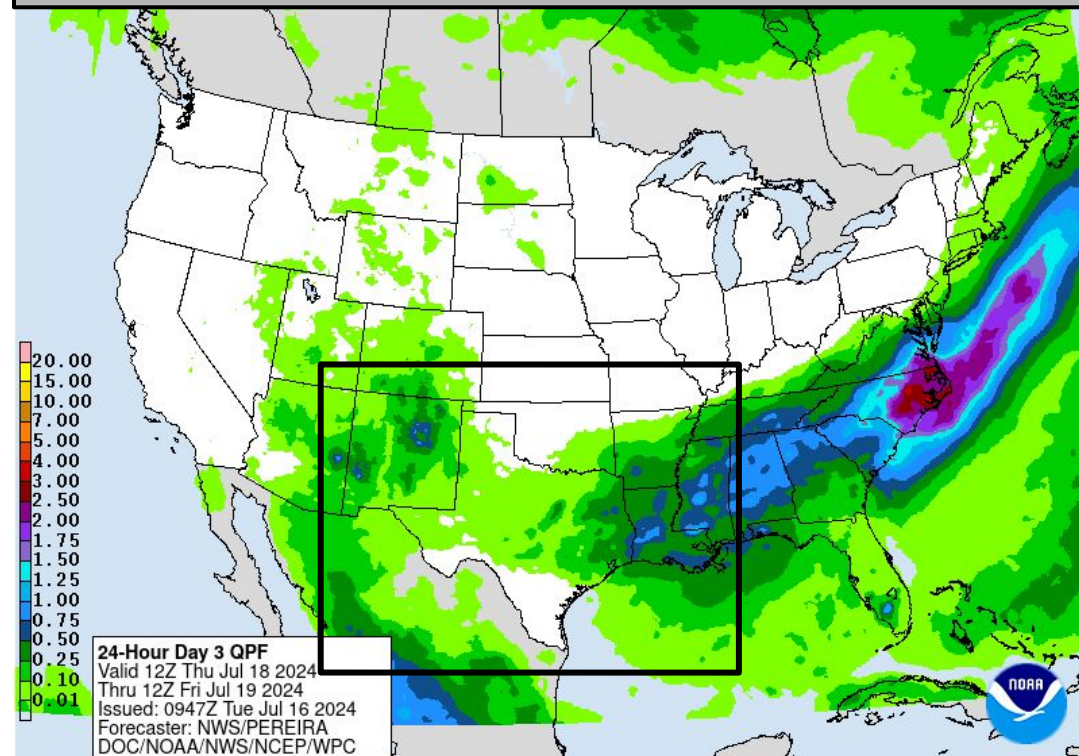 20.00
15.00
10.00
7.00
5.00
4.00
3.00
2.50
2.00
1.75
1.50
1.25
1.00
0.75
0.50
0.25
0.10
0.01
24-Hour Day 3 QPF
Valid 12Z Thu Jul 18 2024
Thru 12Z Fri Jul 19 2024
Issued: 0947Z Tue Jul 16 2024
Forecaster: NWS/PEREIRA
DOC/NOAA/NWS/NCEP/WPC
NOAA